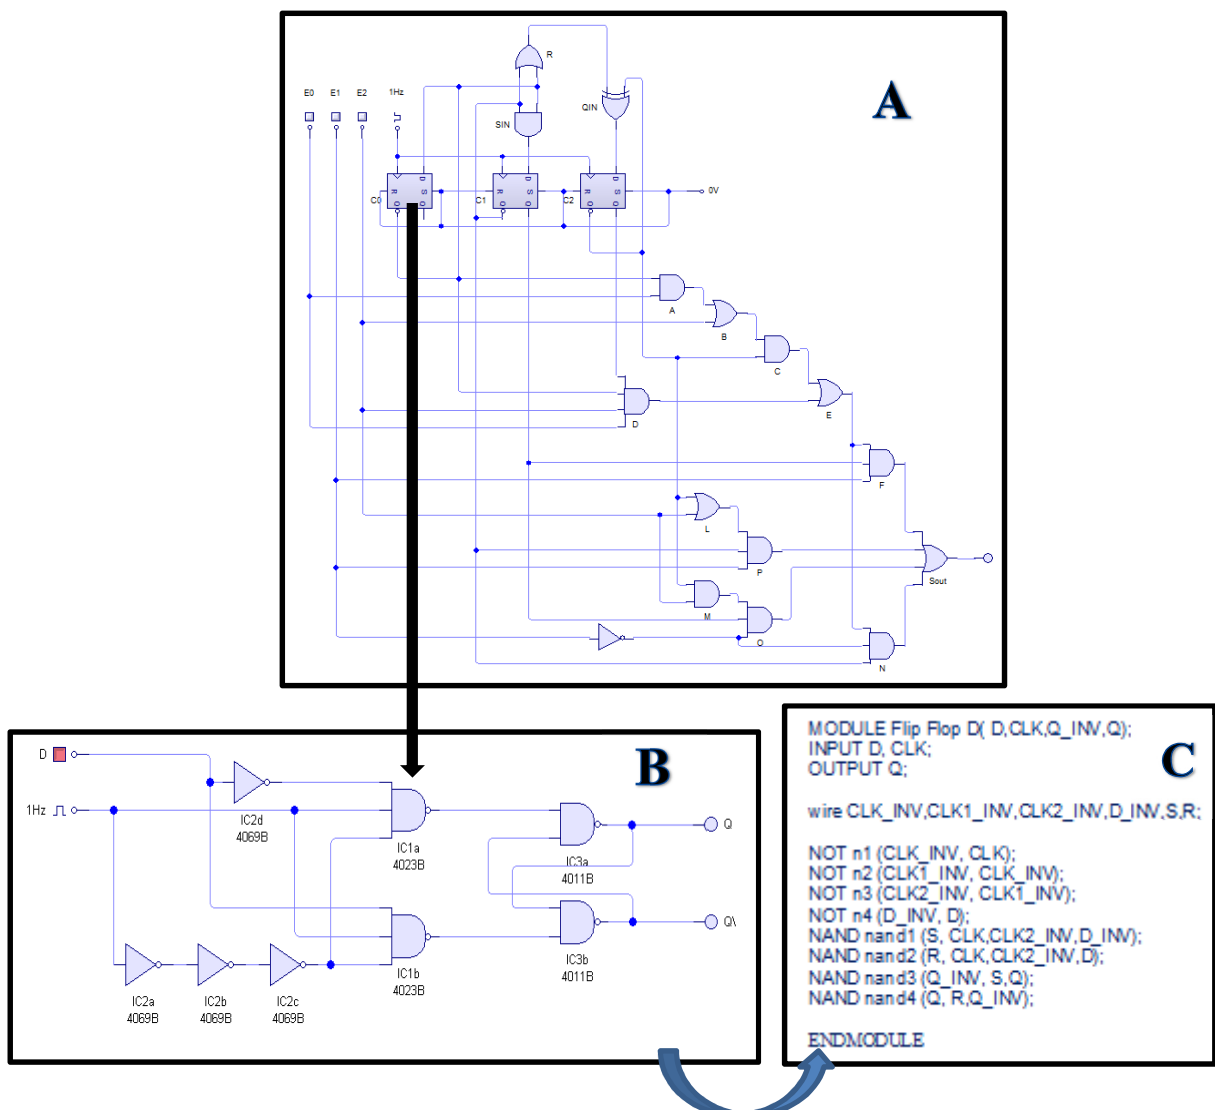 A
R
E0 E1 E2 1Hz
QIN
SIN
D D D
R S R S R S
0V
C0 C1 C2
Q Q Q Q Q Q
A
B
C
E
D
F
L
P
Sout
M
O
N
B
D
1Hz
IC2d
4069B
IC1a
4023B
IC3a
4011B
Q
Q\
IC1b
4023B
IC3b
4011B
IC2a IC2b IC2c
4069B 4069B 4069B
C
MODULE Flip Flop D( D,CLK,Q_INV,Q);
INPUT D, CLK;
OUTPUT Q;
wire CLK_INV,CLK1_INV,CLK2_INV,D_INV,S,R;
NOT n1 (CLK_INV, CLK);
NOT n2 (CLK1_INV, CLK_INV);
NOT n3 (CLK2_INV, CLK1_INV);
NOT n4 (D_INV, D);
NAND nand1 (S, CLK,CLK2_INV,D_INV);
NAND nand2 (R, CLK,CLK2_INV,D);
NAND nand3 (Q_INV, S,Q);
NAND nand4 (Q, R,Q_INV);
ENDMODULE